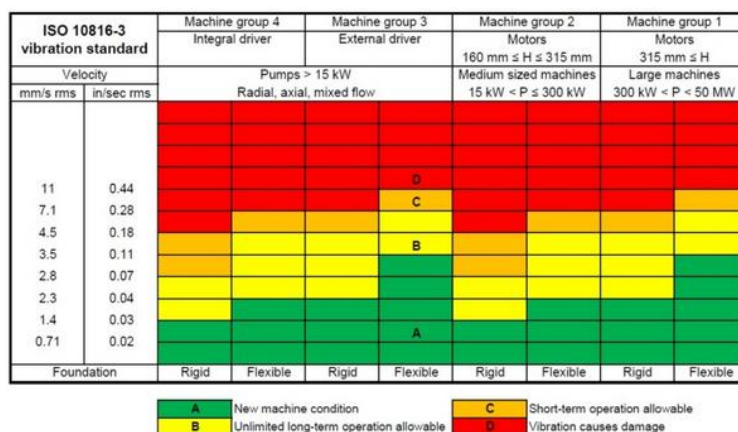 ISO 10816-3
vibration standard
Machine group 4 Machine group 3 Machine group 2 Machine group 1
Integral driver External driver Motors Motors
160 mm ≤ H ≤ 315 mm 315 mm ≤ H
Velocity Pumps > 15 kW Medium sized machines Large machines
mm/s rms in/sec rms Radial, axial, mixed flow 15 kW < P ≤ 300 kW 300 kW < P < 50 MW
D
11 0.44
C
7.1 0.28
4.5 0.18
B
3.5 0.11
2.8 0.07
2.3 0.04
1.4 0.03
A
0.71 0.02
Foundation Rigid Flexible Rigid Flexible Rigid Flexible Rigid Flexible
A New machine condition C Short-term operation allowable
B Unlimited long-term operation allowable D Vibration causes damage